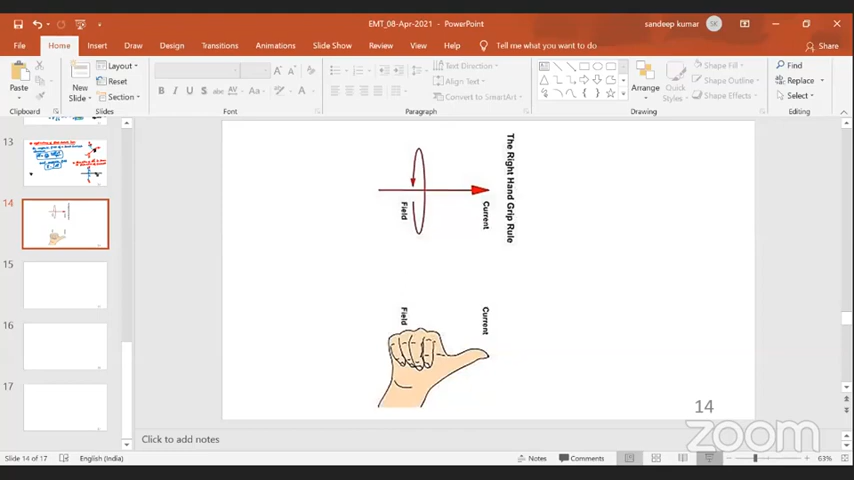 EMT_08-Apr-2021 - PowerPoint
sandeep kumar
SK
File
Home
Insert
Draw
Design
Transitions
Animations
Slide Show
Review
View
Help
Tell me what you want to do
Share
Paste
Clipboard
New
Slide
Layout
Reset
Section
Slides
B I U S
Aa
A
Font
Text Direction
Align Text
Convert to SmartArt
Paragraph
Arrange
Quick
Styles
Shape Fill
Shape Outline
Shape Effects
Drawing
Find
Replace
Select
Editing
13
14
15
16
17
The Right Hand Grip Rule
Current
Field
Current
Field
14
zoom
Click to add notes
Slide 14 of 17
English (India)
Notes
Comments
63%